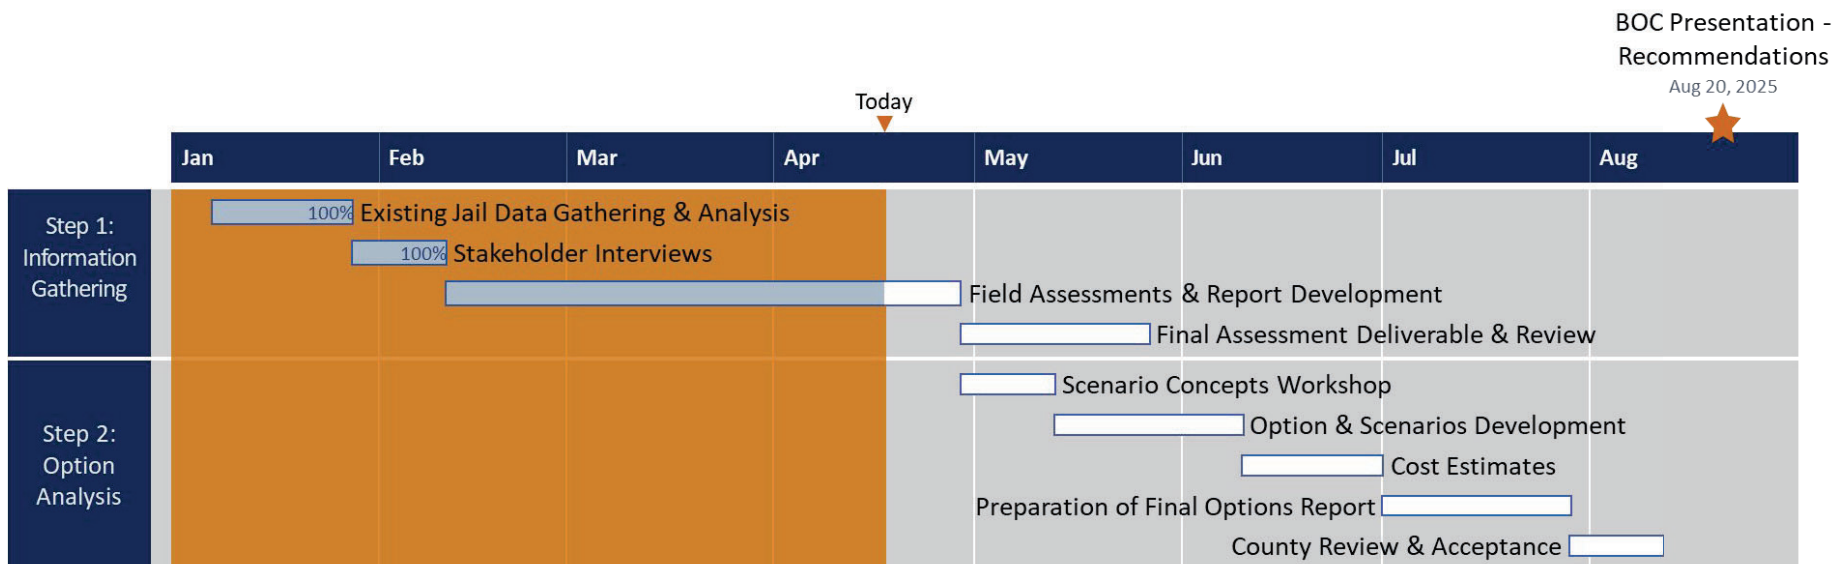 BOC Presentation -
Recommendations
Aug 20, 2025
Today
Jan Feb Mar Apr May Jun Jul Aug
Step 1:
Information
Gathering
100% Existing Jail Data Gathering & Analysis
100% Stakeholder Interviews
Field Assessments & Report Development
Final Assessment Deliverable & Review
Step 2:
Option
Analysis
Scenario Concepts Workshop
Option & Scenarios Development
Cost Estimates
Preparation of Final Options Report
County Review & Acceptance